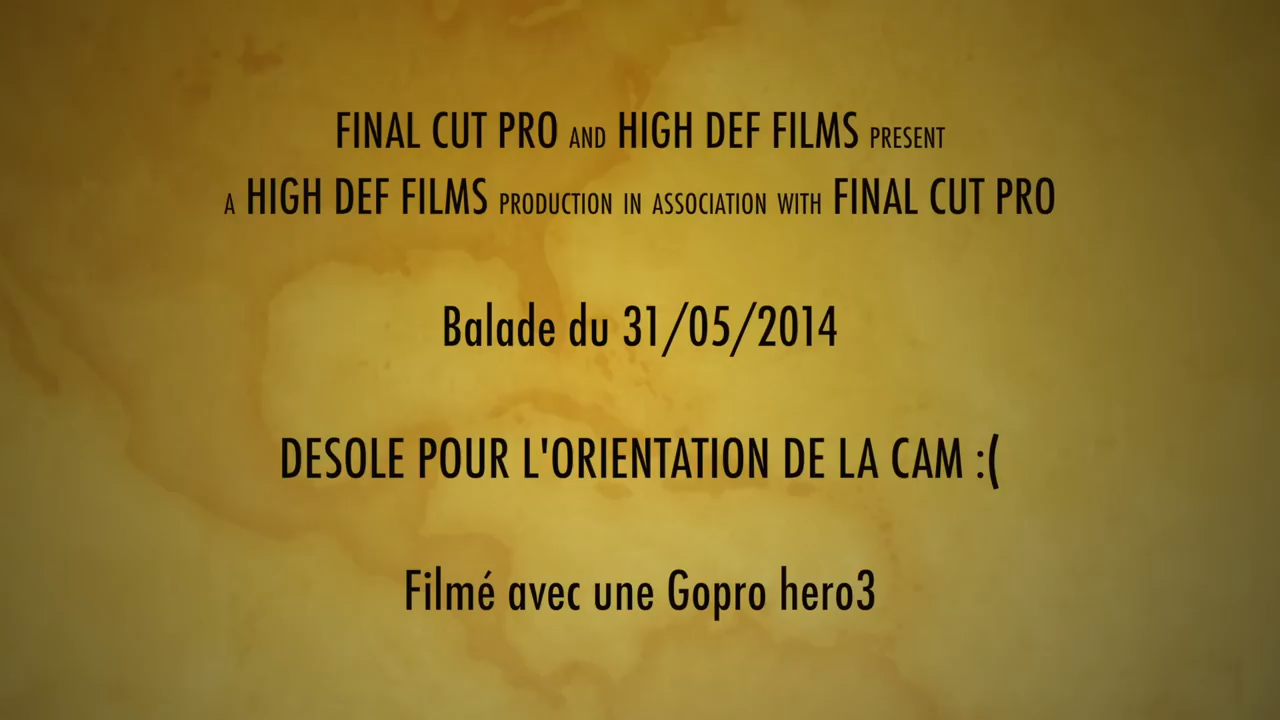 FINAL CUT PRO AND HIGH DEF FILMS PRESENT
A HIGH DEF FILMS PRODUCTION IN ASSOCIATION WITH FINAL CUT PRO
Balade du 31/05/2014
DESOLE POUR L'ORIENTATION DE LA CAM :(
Filmé avec une Gopro hero3